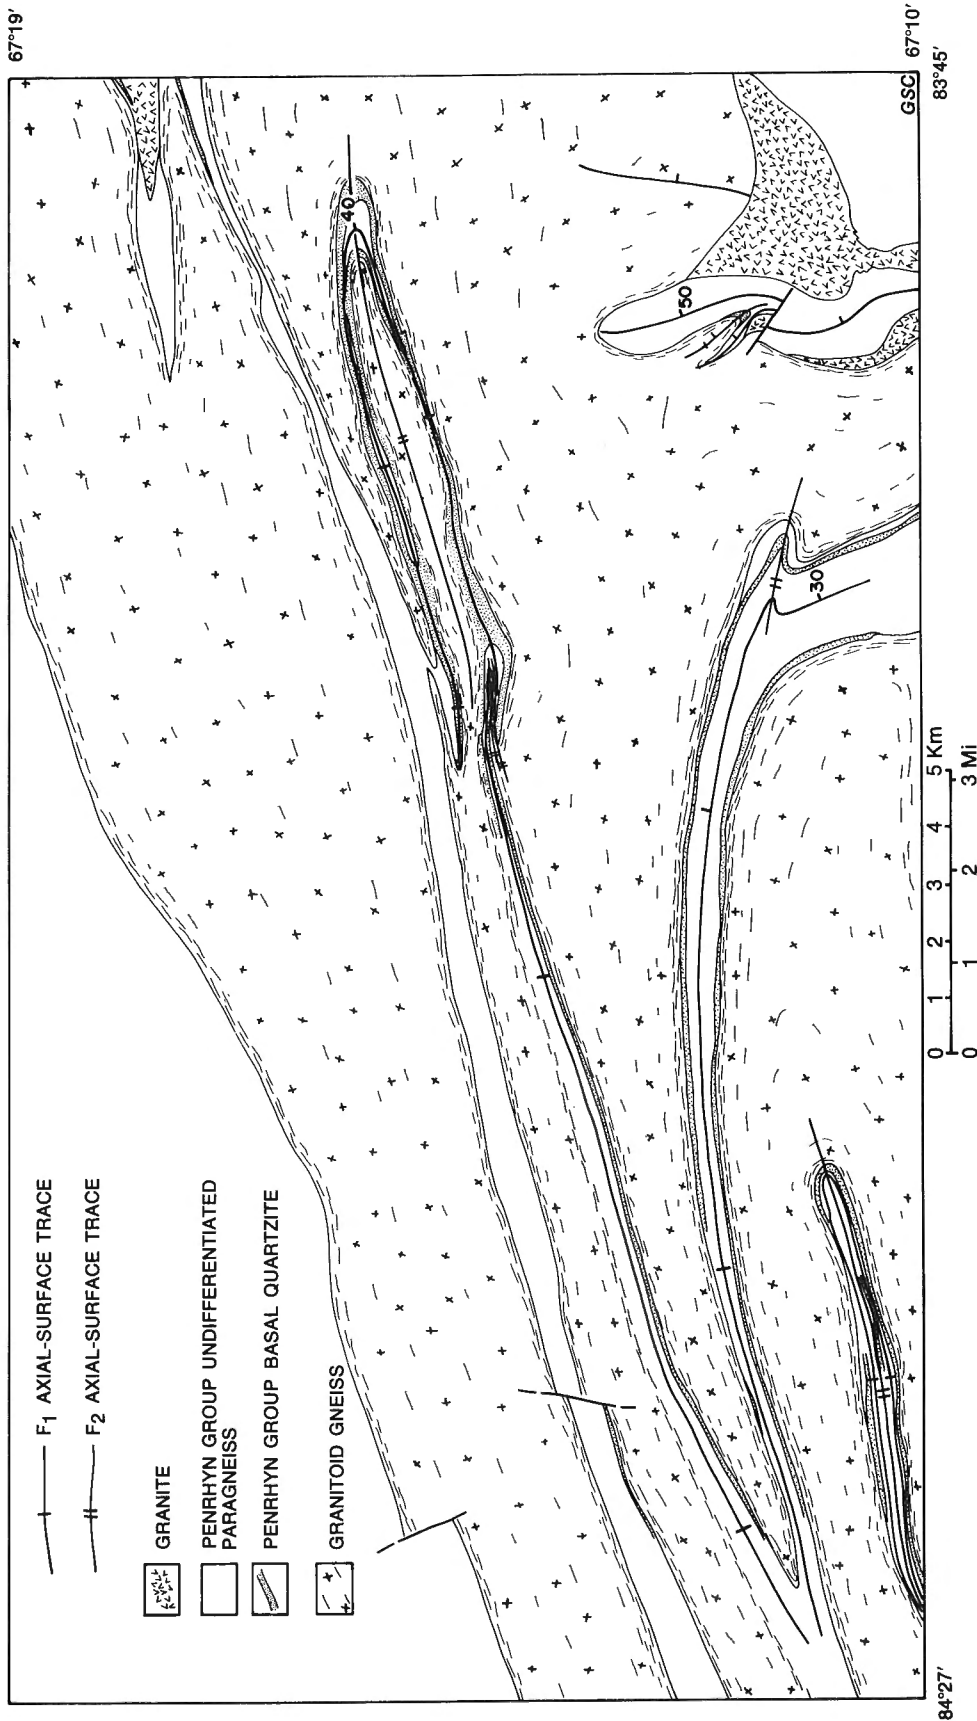 67°19′
F1 AXIAL-SURFACE TRACE
F2 AXIAL-SURFACE TRACE
GRANITE
PENRHYN GROUP UNDIFFERENTIATED
PARAGNEISS
PENRHYN GROUP BASAL QUARTZITE
GRANITOID GNEISS
40
50
30
GSC
67°10′
84°27′
83°45′
0 1 2 3 4 5 Km
0 1 2 3 Mi